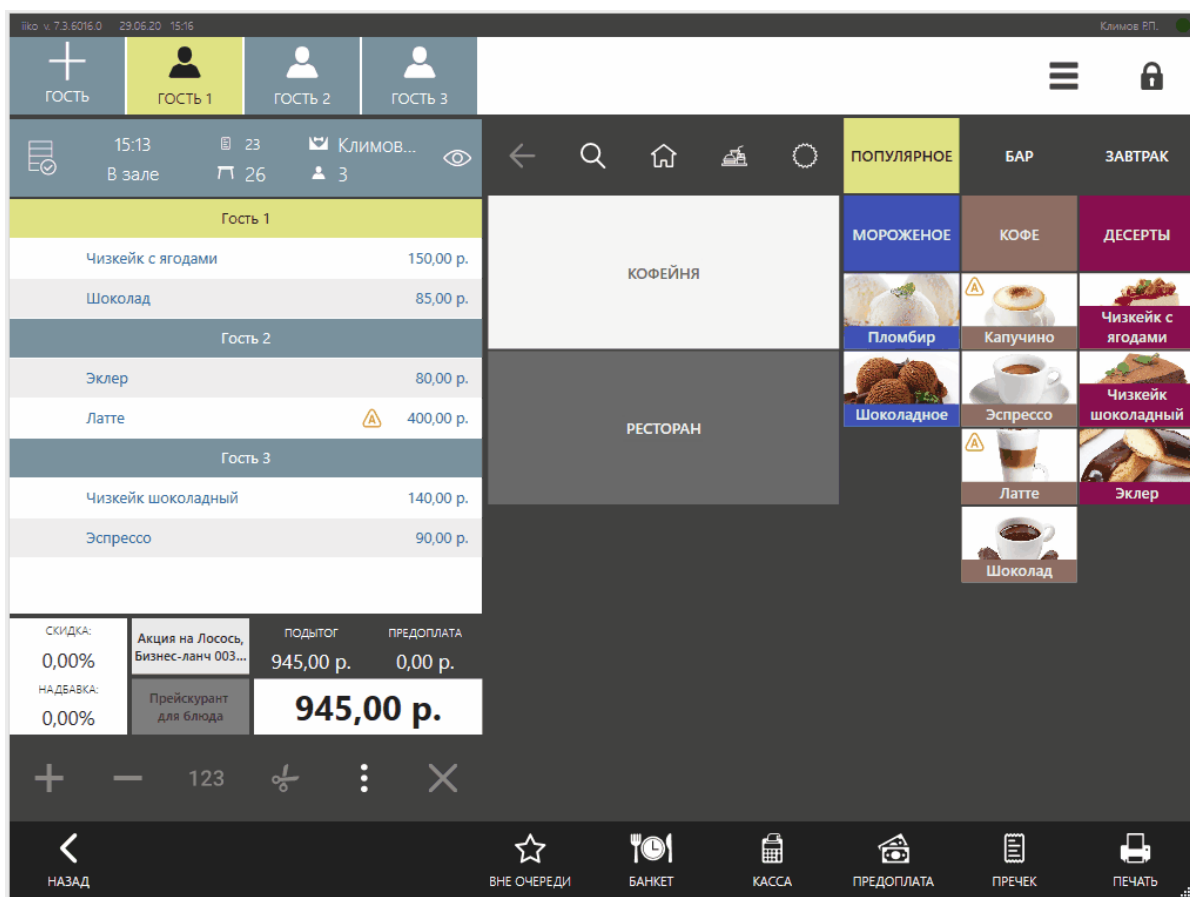 iiko v. 7.3.6016.0 29.06.20 15:16 Климов Р.П.
ГОСТЬ ГОСТЬ 1 ГОСТЬ 2 ГОСТЬ 3
15:13 23 Климов...
В зале 26 3
Гость 1
Чизкейк с ягодами 150,00 р.
Шоколад 85,00 р.
Гость 2
Эклер 80,00 р.
Латте 400,00 р.
Гость 3
Чизкейк шоколадный 140,00 р.
Эспрессо 90,00 р.
СКИДКА:
0,00%
НАДБАВКА:
0,00%
Акция на Лосось,
Бизнес-ланч 003...
Прейскурант
для блюда
ПОДЫТОГ ПРЕДОПЛАТА
945,00 р. 0,00 р.
945,00 р.
123
КОФЕЙНЯ
РЕСТОРАН
ПОПУЛЯРНОЕ БАР ЗАВТРАК
МОРОЖЕНОЕ КОФЕ ДЕСЕРТЫ
Пломбир
Капучино
Чизкейк с
ягодами
Шоколадное
Эспрессо
Чизкейк
шоколадный
Латте
Эклер
Шоколад
НАЗАД ВНЕ ОЧЕРЕДИ БАНКЕТ КАССА ПРЕДОПЛАТА ПРЕЧЕК ПЕЧАТЬ